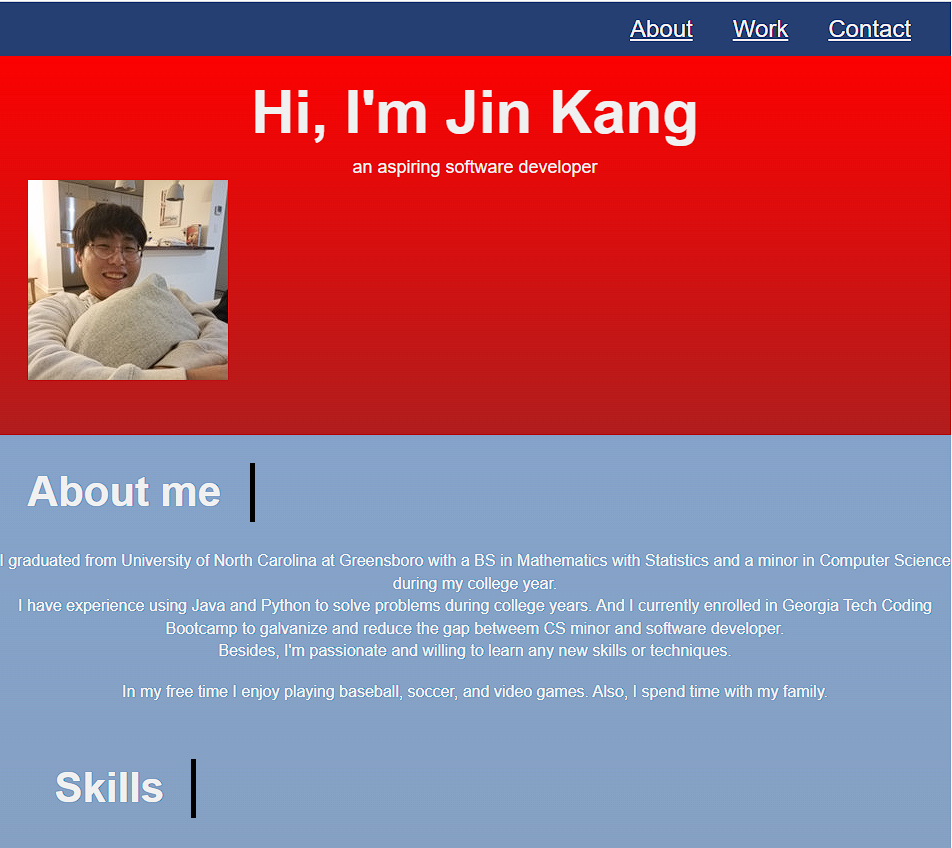 About Work Contact
Hi, I'm Jin Kang
an aspiring software developer
About me
I graduated from University of North Carolina at Greensboro with a BS in Mathematics with Statistics and a minor in Computer Science
during my college year.
I have experience using Java and Python to solve problems during college years. And I currently enrolled in Georgia Tech Coding
Bootcamp to galvanize and reduce the gap betweem CS minor and software developer.
Besides, I'm passionate and willing to learn any new skills or techniques.
In my free time I enjoy playing baseball, soccer, and video games. Also, I spend time with my family.
Skills